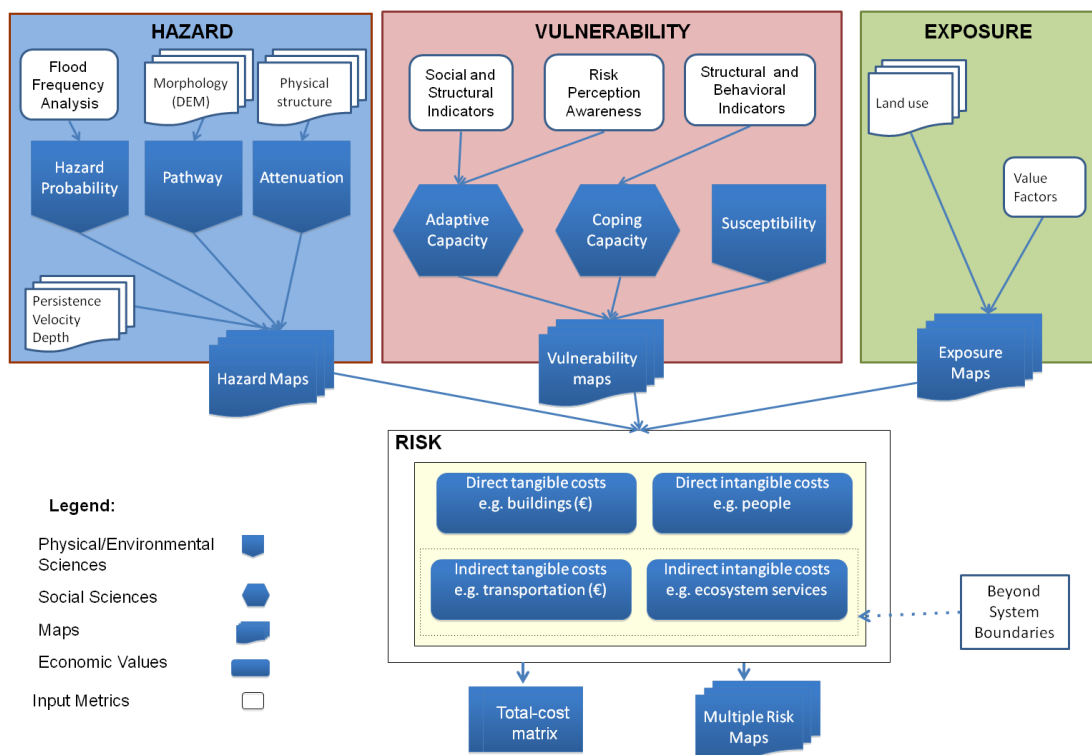 HAZARD
Flood
Frequency
Analysis
Morphology
(DEM)
Physical
structure
Hazard
Probability
Pathway
Attenuation
Persistence
Velocity
Depth
Hazard Maps
VULNERABILITY
Social and
Structural
Indicators
Risk
Perception
Awareness
Structural and
Behavioral
Indicators
Adaptive
Capacity
Coping
Capacity
Susceptibility
Vulnerability
maps
EXPOSURE
Land use
Value
Factors
Exposure
Maps
RISK
Direct tangible costs
e.g. buildings (€)
Direct intangible costs
e.g. people
Indirect tangible costs
e.g. transportation (€)
Indirect intangible costs
e.g. ecosystem services
Beyond
System
Boundaries
Total-cost
matrix
Multiple Risk
Maps
Legend:
Physical/Environmental
Sciences
Social Sciences
Maps
Economic Values
Input Metrics